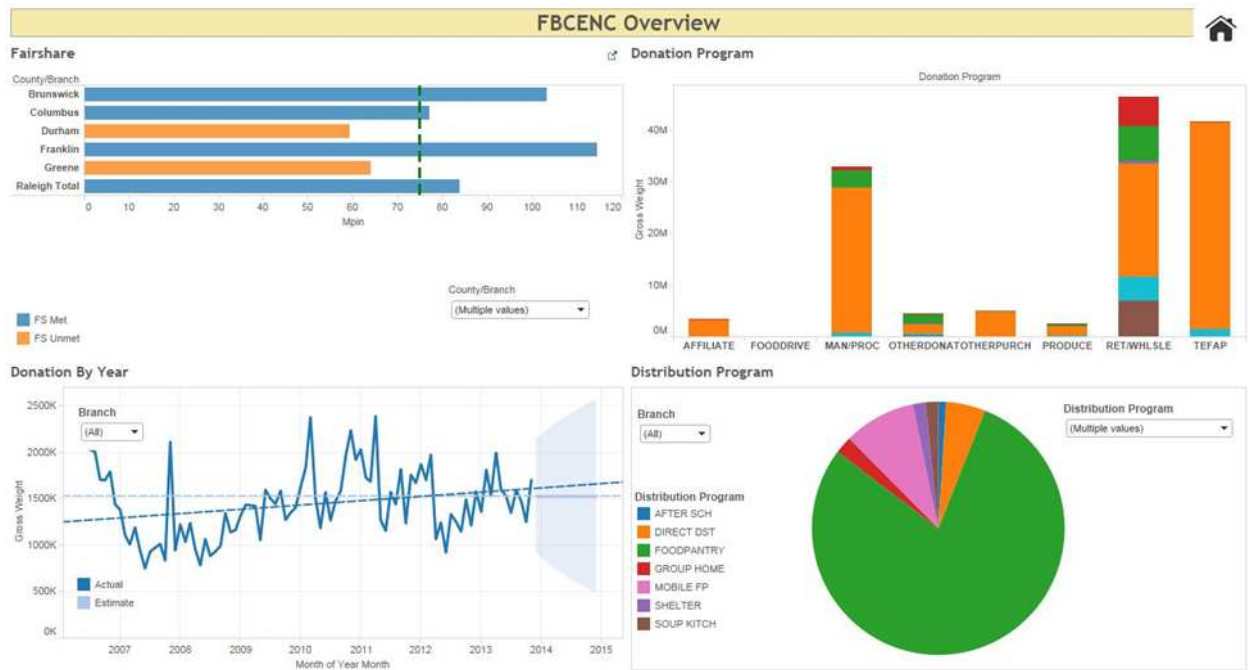 FBCENC Overview
Fairshare
County/Branch
Brunswick
Columbus
Durham
Franklin
Greene
Raleigh Total
0 10 20 30 40 50 60 70 80 90 100 110 120
Mpin
County/Branch
(Multiple values)
FS Met
FS Unmet
Donation Program
Donation Program
Gross Weight
40M
30M
20M
10M
0M
AFFILIATE FOODDRIVE MAN/PROC OTHERDONAT OTHERPURCH PRODUCE RET/WHLSLE TEFAP
Donation By Year
Branch
(All)
Gross Weight
2500K
2000K
1500K
1000K
500K
0K
Actual
Estimate
2007 2008 2009 2010 2011 2012 2013 2014 2015
Month of Year Month
Distribution Program
Branch
(All)
Distribution Program
(Multiple values)
Distribution Program
AFTER SCH
DIRECT DST
FOODPANTRY
GROUP HOME
MOBILE FP
SHELTER
SOUP KITCH